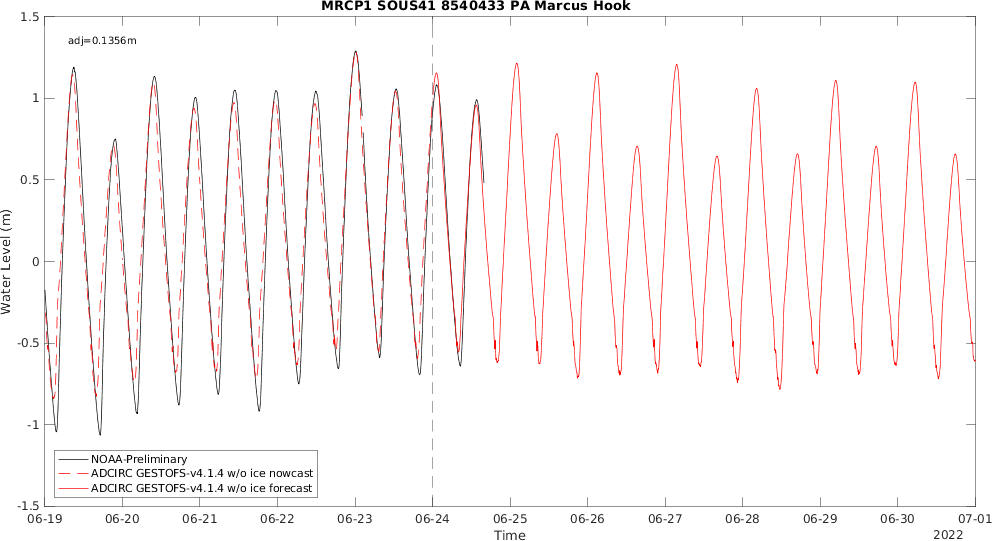 MRCP1 SOUS41 8540433 PA Marcus Hook
adj=0.1356m
1.5
1
0.5
0
-0.5
-1
-1.5
Water Level (m)
NOAA-Preliminary
ADCIRC GESTOFS-v4.1.4 w/o ice nowcast
ADCIRC GESTOFS-v4.1.4 w/o ice forecast
06-19 06-20 06-21 06-22 06-23 06-24 06-25 06-26 06-27 06-28 06-29 06-30 07-01
Time
2022